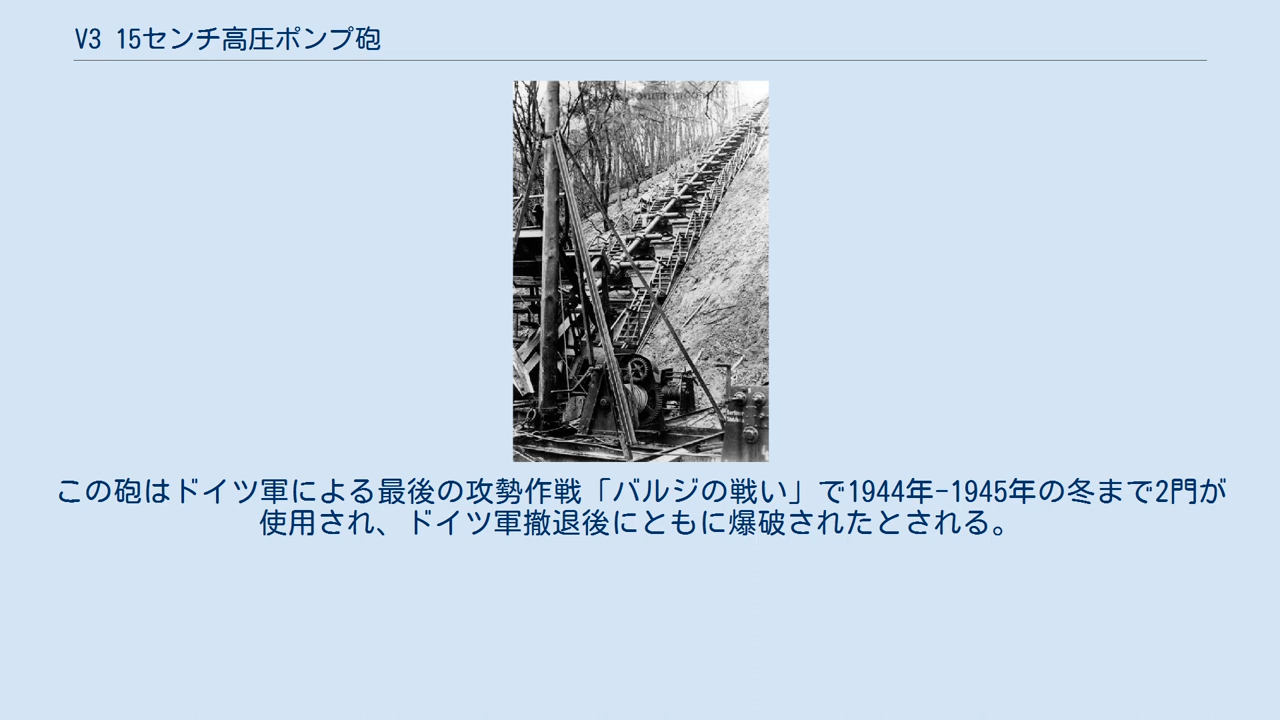 V3 15センチ高圧ポンプ砲
この砲はドイツ軍による最後の攻勢作戦「バルジの戦い」で1944年-1945年の冬まで2門が
使用され、ドイツ軍撤退後にともに爆破されたとされる。